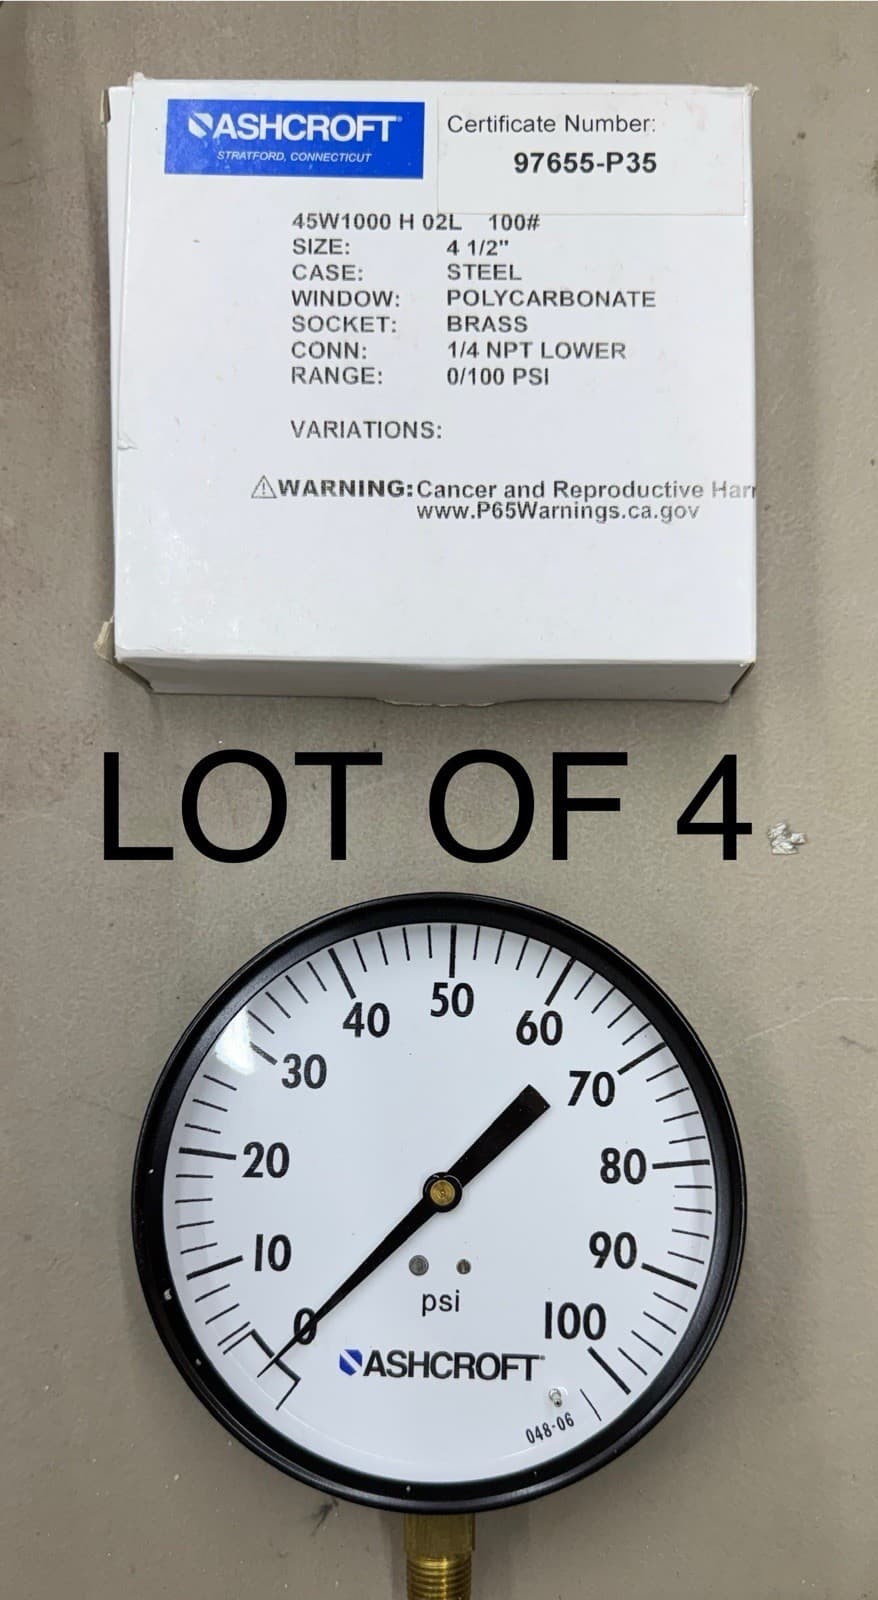 ASHCROFT
STRATFORD, CONNECTICUT
Certificate Number:
97655-P35
45W1000 H 02L 100#
SIZE: 4 1/2"
CASE: STEEL
WINDOW: POLYCARBONATE
SOCKET: BRASS
CONN: 1/4 NPT LOWER
RANGE: 0/100 PSI
VARIATIONS:
⚠WARNING: Cancer and Reproductive Harm
www.P65Warnings.ca.gov
LOT OF 4
0
10
20
30
40
50
60
70
80
90
100
psi
ASHCROFT
048-06